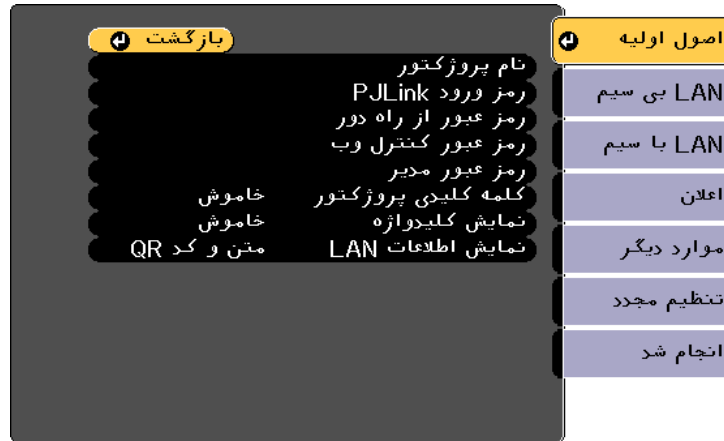 اصول اولیه
LAN بی سیم
LAN با سیم
اعلان
موارد دیگر
تنظیم مجدد
انجام شد
بازگشت
نام پروژکتور
رمز ورود PJLink
رمز عبور از راه دور
رمز عبور کنترل وب
رمز عبور مدیر
کلمه کلیدی پروژکتور خاموش
نمایش کلیدواژه خاموش
نمایش اطلاعات LAN متن و کد QR